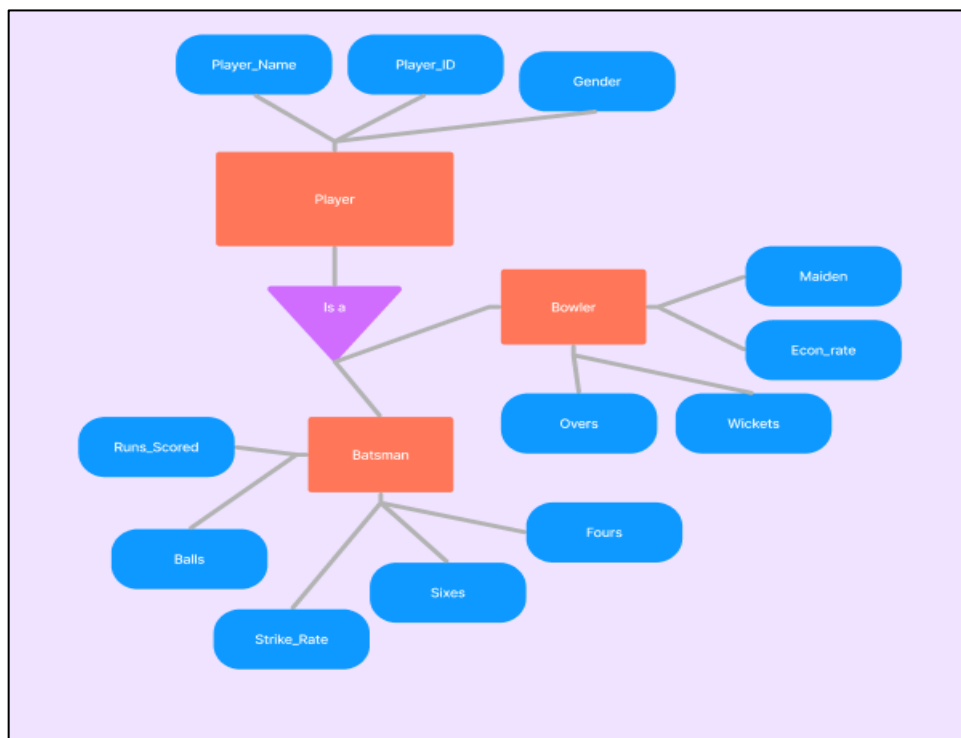 Player_Name
Player_ID
Gender
Player
Is a
Bowler
Maiden
Econ_rate
Overs
Wickets
Batsman
Runs_Scored
Balls
Fours
Sixes
Strike_Rate